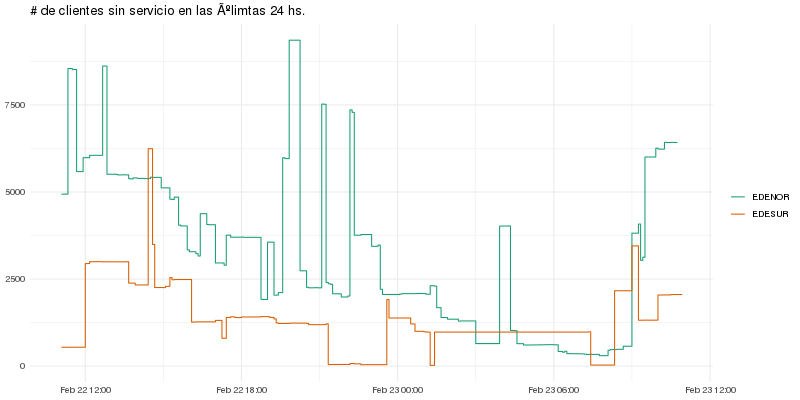 # de clientes sin servicio en las Ãºlimtas 24 hs.
7500
5000
2500
0
Feb 22 12:00
Feb 22 18:00
Feb 23 00:00
Feb 23 06:00
Feb 23 12:00
EDENOR
EDESUR